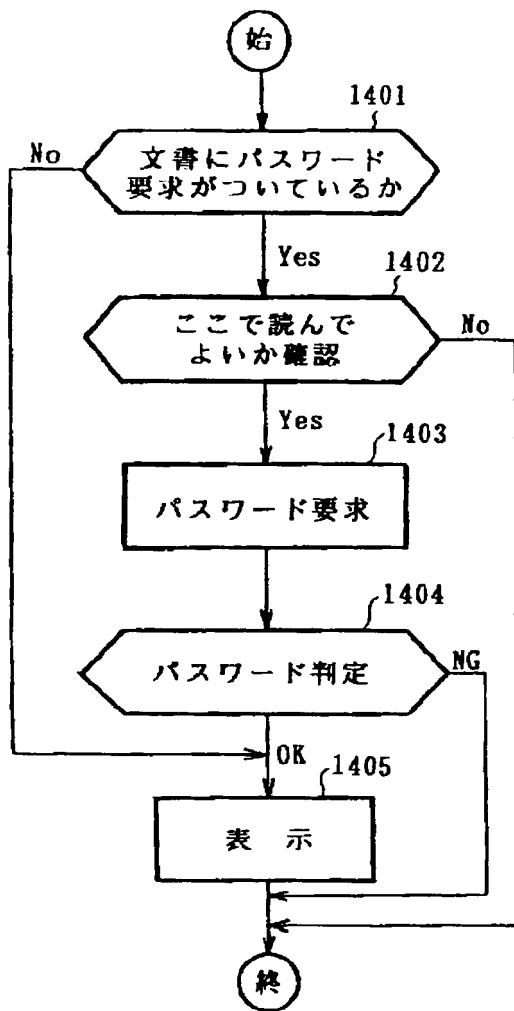 始
1401
No
文書にパスワード
要求がついているか
Yes
1402
ここで読んで
よいか確認
No
Yes
1403
パスワード要求
1404
パスワード判定
NG
OK
1405
表 示
終